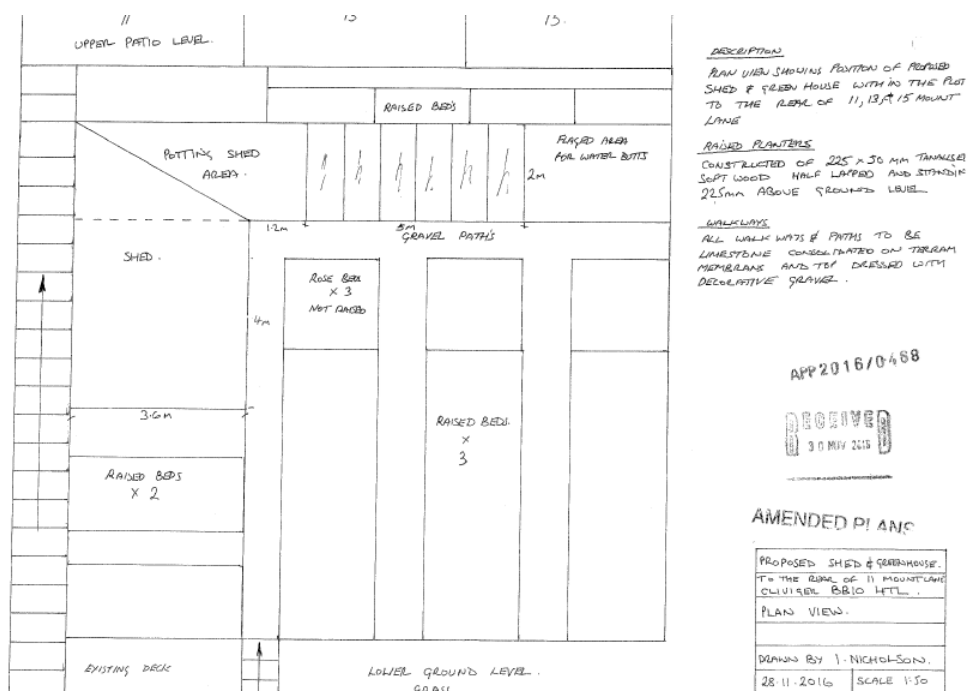 11
13
15.
UPPER PATIO LEVEL.
RAISED BEDS
POTTING SHED
AREA.
FLAGED AREA
FOR WATER BUTTS
2m
1.2m
5m
GRAVEL PATHS
SHED.
ROSE BEDS
× 3
NOT RAISED
4m
3.6m
RAISED BEDS.
×
3
RAISED BEDS
× 2
EXISTING DECK
LOWER GROUND LEVEL.
GRASS
DESCRIPTION
PLAN VIEW SHOWING POSITION OF PROPOSED
SHED & GREEN HOUSE WITH IN THE PLOT
TO THE REAR OF 11, 13, & 15 MOUNT
LANE
RAISED PLANTERS
CONSTRUCTED OF 225 × 50 MM TANALISED
SOFT WOOD HALF LAPPED AND STANDIN
225mm ABOVE GROUND LEVEL
WALKWAYS
ALL WALK WAYS & PATHS TO BE
LIMESTONE CONSOLIDATED ON TERRAM
MEMBRANE AND TOP DRESSED WITH
DECORATIVE GRAVEL.
APP 2016/0488
RECEIVED
30 NOV 2016
AMENDED PLANS
PROPOSED SHED & GREENHOUSE.
TO THE REAR OF 11 MOUNT LANE
CLIVIGER BB10 4TL.
PLAN VIEW.
DRAWN BY I. NICHOLSON.
28.11.2016
SCALE 1:50